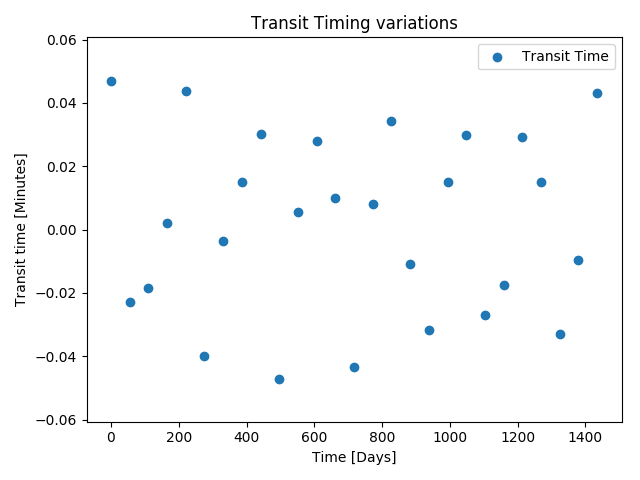 Transit Timing variations
Transit Time
0.06
0.04
0.02
0.00
−0.02
−0.04
−0.06
Transit time [Minutes]
0 200 400 600 800 1000 1200 1400
Time [Days]